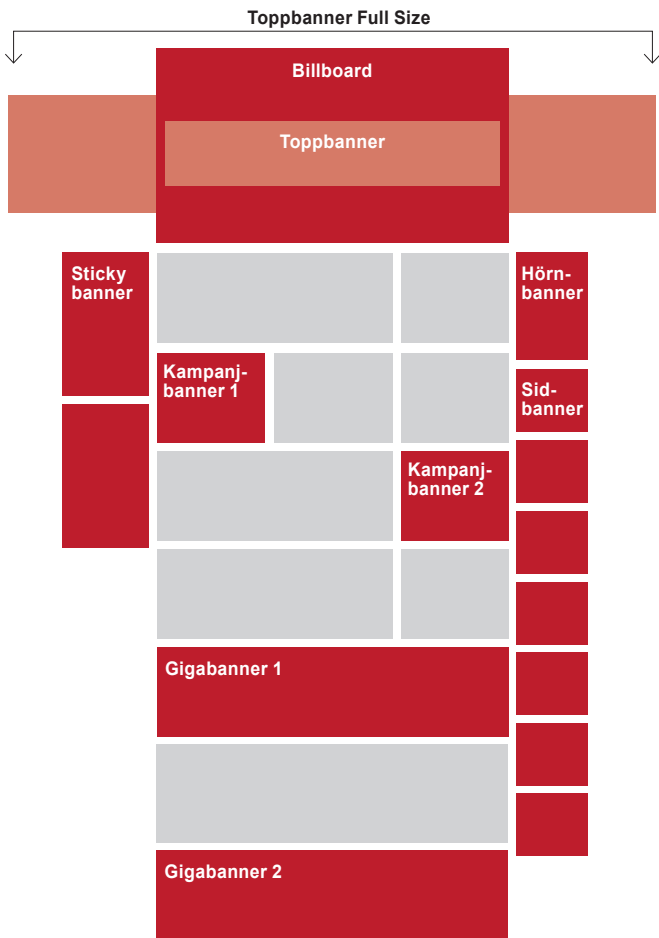 Toppbanner Full Size
Billboard
Toppbanner
Sticky
banner
Hörn-
banner
Kampanj-
banner 1
Sid-
banner
Kampanj-
banner 2
Gigabanner 1
Gigabanner 2